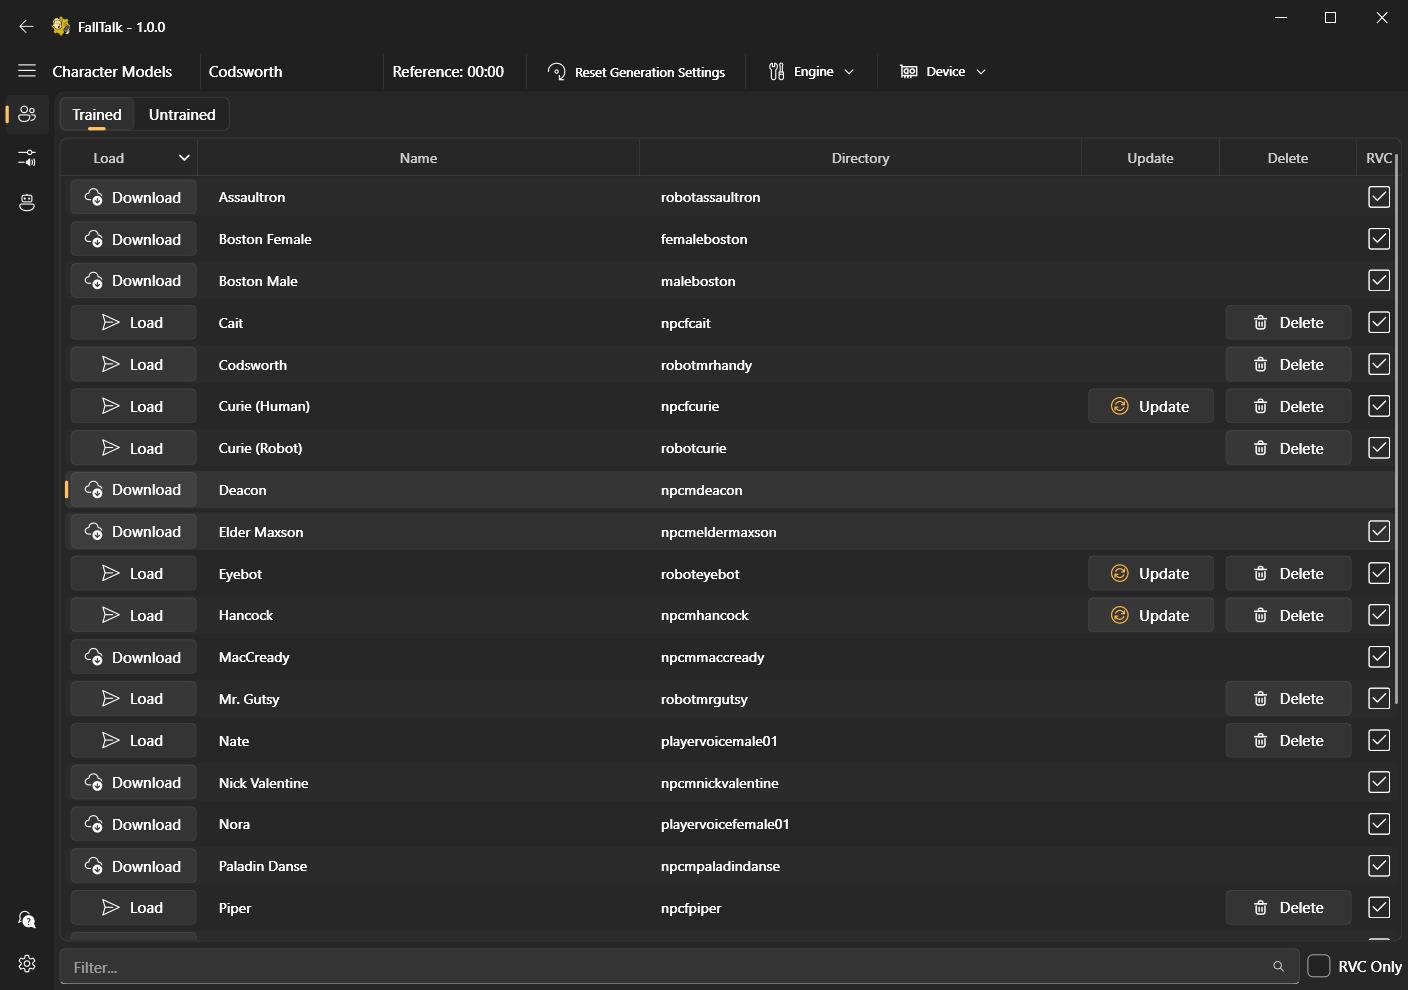 FallTalk - 1.0.0
Character Models Codsworth Reference: 00:00 Reset Generation Settings Engine Device
Trained Untrained
Load Name Directory Update Delete RVC
Download Assaultron robotassaultron
Download Boston Female femaleboston
Download Boston Male maleboston
Load Cait npcfcait Delete
Load Codsworth robotmrhandy Delete
Load Curie (Human) npcfcurie Update Delete
Load Curie (Robot) robotcurie Delete
Download Deacon npcmdeacon
Download Elder Maxson npcmeldermaxson
Load Eyebot roboteyebot Update Delete
Load Hancock npcmhancock Update Delete
Download MacCready npcmmaccready
Load Mr. Gutsy robotmrgutsy Delete
Load Nate playervoicemale01 Delete
Download Nick Valentine npcmnickvalentine
Download Nora playervoicefemale01
Download Paladin Danse npcmpaladindanse
Load Piper npcfpiper Delete
Filter... RVC Only